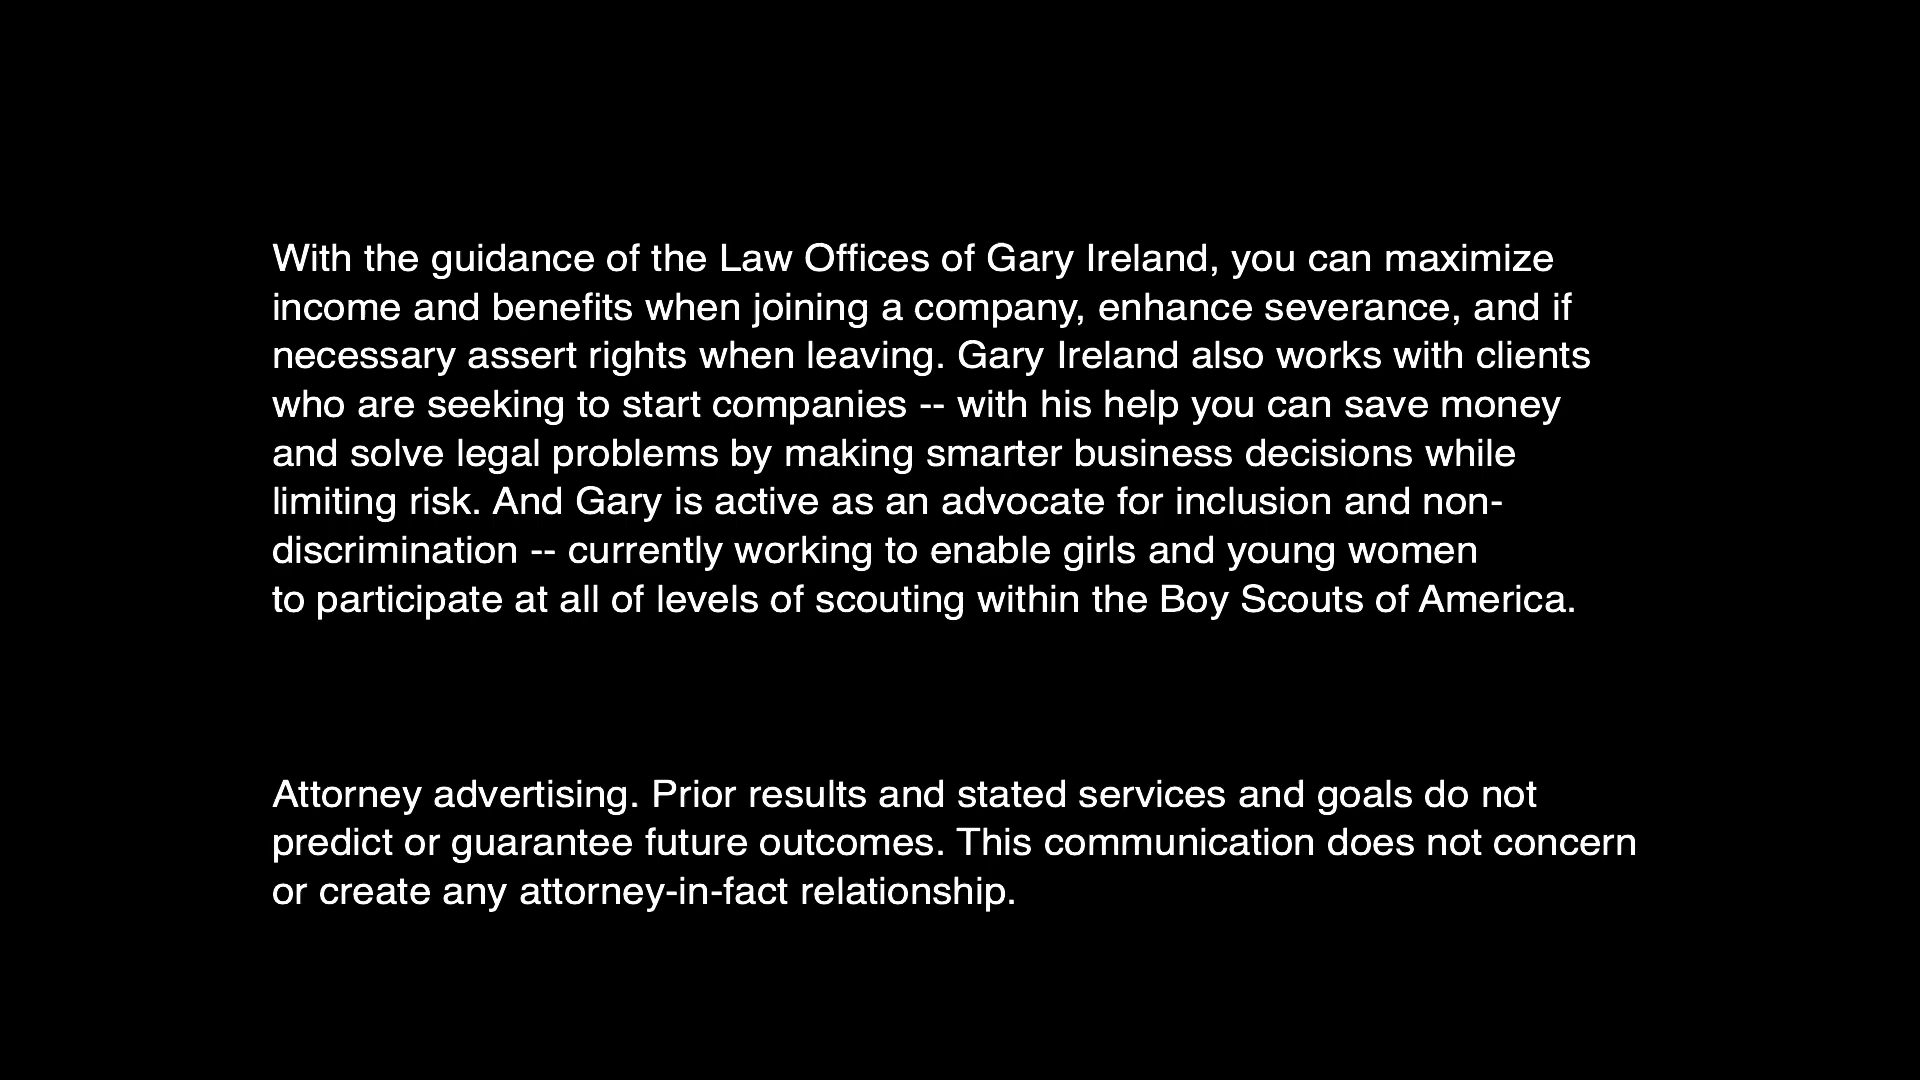 With the guidance of the Law Offices of Gary Ireland, you can maximize
income and benefits when joining a company, enhance severance, and if
necessary assert rights when leaving. Gary Ireland also works with clients
who are seeking to start companies -- with his help you can save money
and solve legal problems by making smarter business decisions while
limiting risk. And Gary is active as an advocate for inclusion and non-
discrimination -- currently working to enable girls and young women
to participate at all of levels of scouting within the Boy Scouts of America.
Attorney advertising. Prior results and stated services and goals do not
predict or guarantee future outcomes. This communication does not concern
or create any attorney-in-fact relationship.